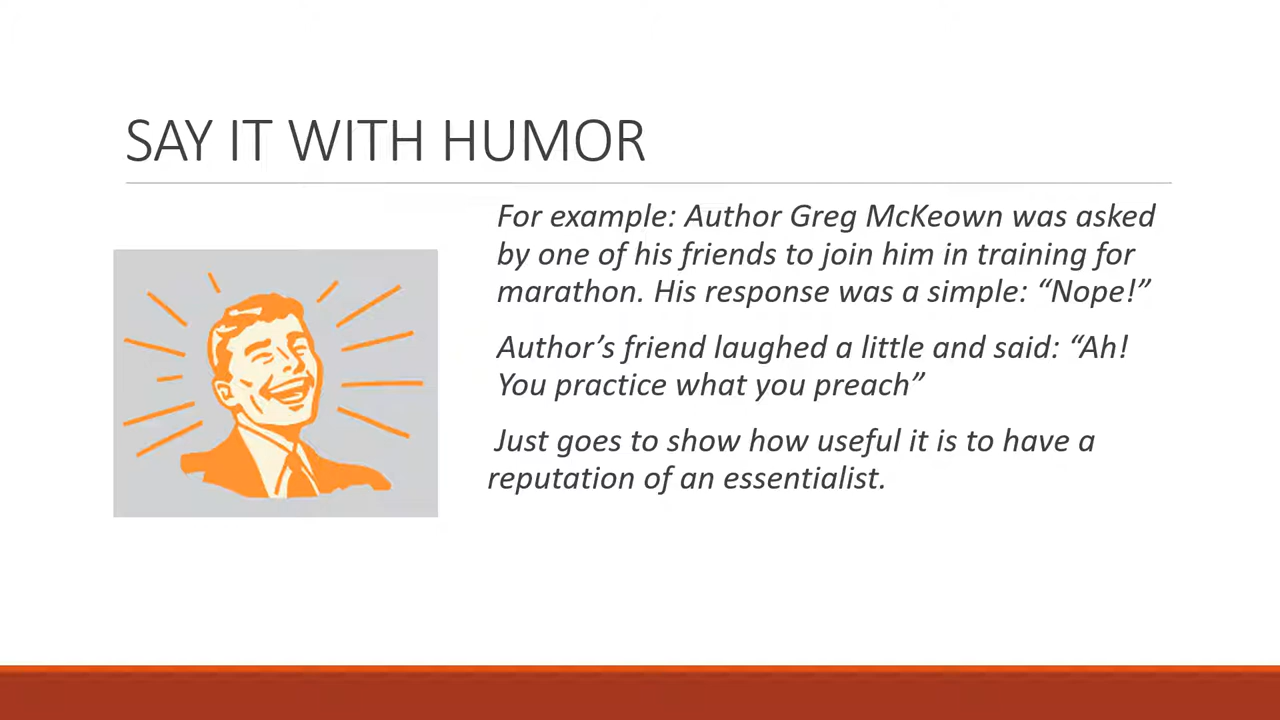 SAY IT WITH HUMOR
For example: Author Greg McKeown was asked
by one of his friends to join him in training for
marathon. His response was a simple: “Nope!”
Author’s friend laughed a little and said: “Ah!
You practice what you preach”
Just goes to show how useful it is to have a
reputation of an essentialist.